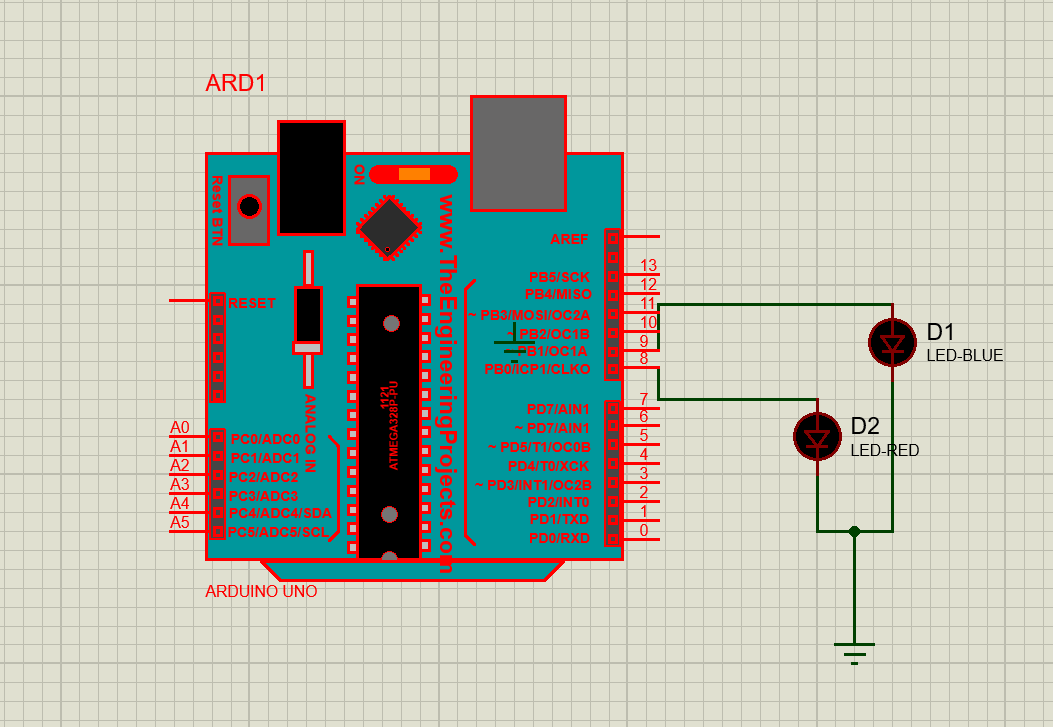 ARD1
ON
Reset BTN
www.TheEngineeringProjects.com
AREF
PB5/SCK
13
PB4/MISO
12
~ PB3/MOSI/OC2A
11
~ PB2/OC1B
10
PB1/OC1A
9
PB0/ICP1/CLKO
8
RESET
1121
ATMEGA328P-PU
ANALOG IN
PD7/AIN1
7
~ PD7/AIN1
6
~ PD5/T1/OC0B
5
PD4/T0/XCK
4
~ PD3/INT1/OC2B
3
PD2/INT0
2
PD1/TXD
1
PD0/RXD
0
A0
PC0/ADC0
A1
PC1/ADC1
A2
PC2/ADC2
A3
PC3/ADC3
A4
PC4/ADC4/SDA
A5
PC5/ADC5/SCL
ARDUINO UNO
D1
LED-BLUE
D2
LED-RED